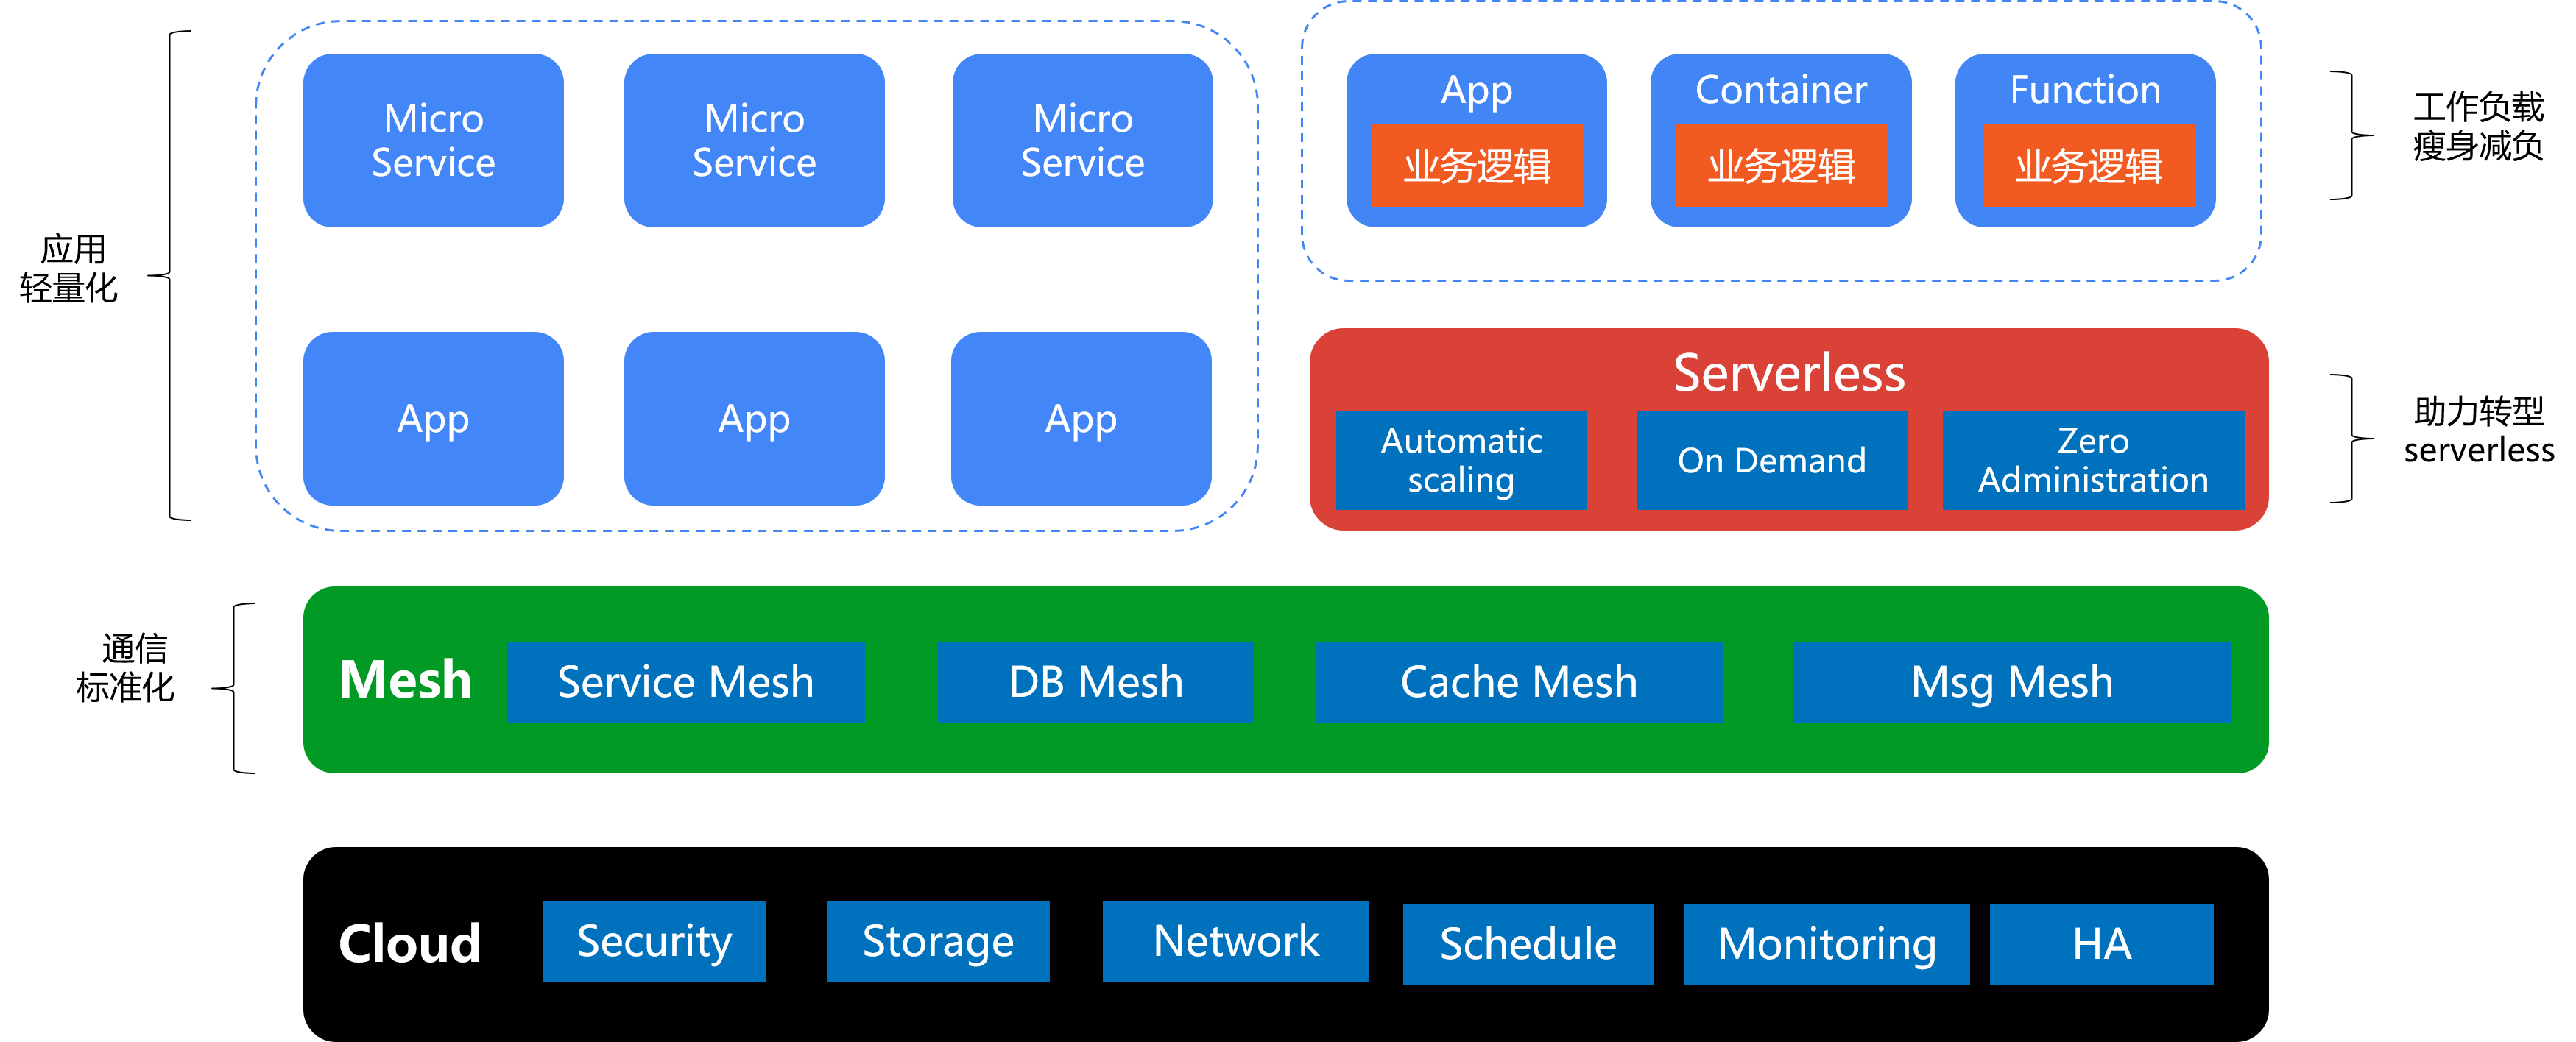 应用
轻量化
Micro
Service
Micro
Service
Micro
Service
App
App
App
App
业务逻辑
Container
业务逻辑
Function
业务逻辑
工作负载
瘦身减负
Serverless
Automatic
scaling
On Demand
Zero
Administration
助力转型
serverless
通信
标准化
Mesh
Service Mesh
DB Mesh
Cache Mesh
Msg Mesh
Cloud
Security
Storage
Network
Schedule
Monitoring
HA